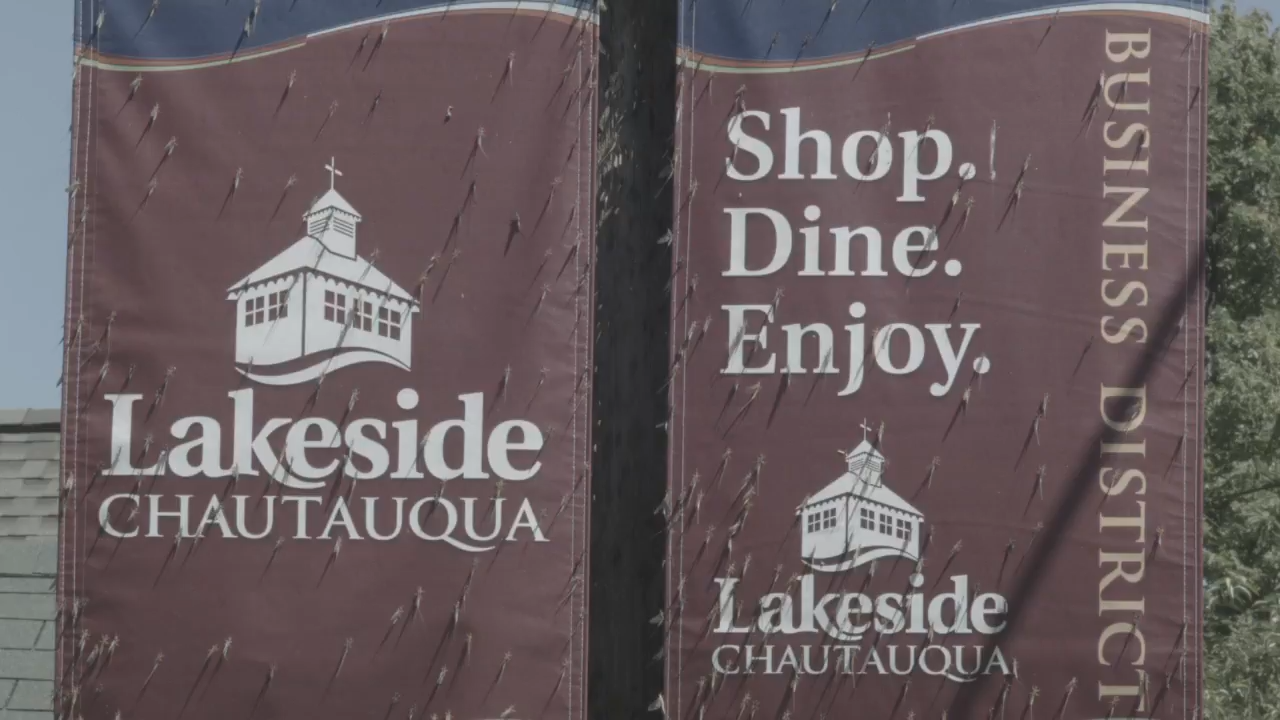 Lakeside
CHAUTAUQUA
Shop.
Dine.
Enjoy.
Lakeside
CHAUTAUQUA
BUSINESS DISTRICT